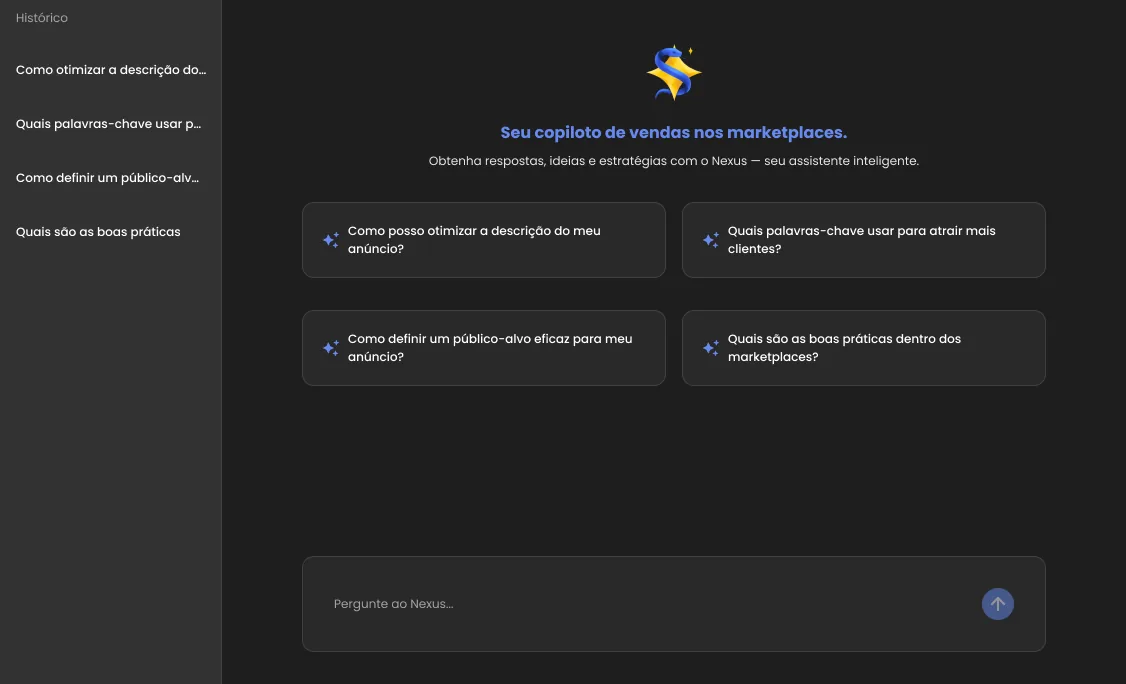 Histórico
Como otimizar a descrição do...
Quais palavras-chave usar p...
Como definir um público-alv...
Quais são as boas práticas
Seu copiloto de vendas nos marketplaces.
Obtenha respostas, ideias e estratégias com o Nexus — seu assistente inteligente.
Como posso otimizar a descrição do meu
anúncio?
Quais palavras-chave usar para atrair mais
clientes?
Como definir um público-alvo eficaz para meu
anúncio?
Quais são as boas práticas dentro dos
marketplaces?
Pergunte ao Nexus...